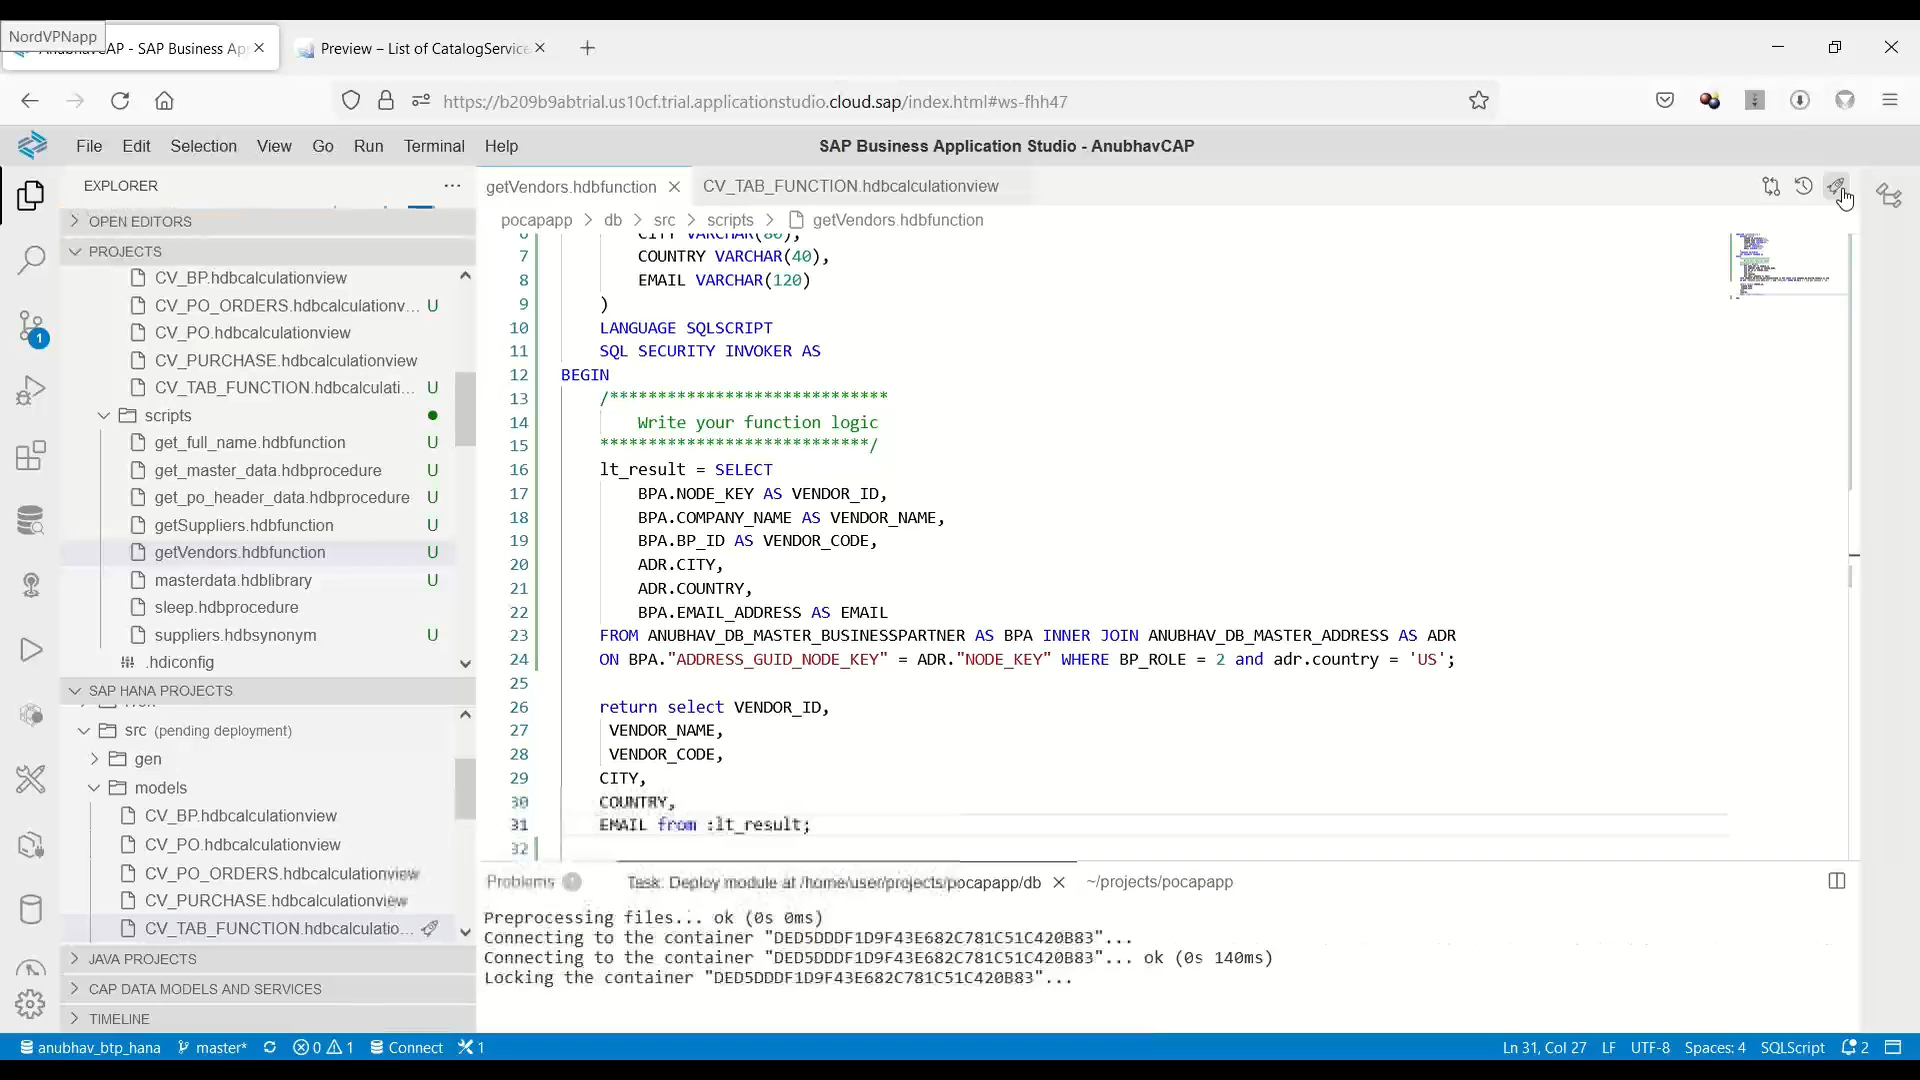 NordVPNapp
AnubhavCAP - SAP Business Ap
Preview – List of CatalogService
https://b209b9abtrial.us10cf.trial.applicationstudio.cloud.sap/index.html#ws-fhh47
File Edit Selection View Go Run Terminal Help
SAP Business Application Studio - AnubhavCAP
EXPLORER
OPEN EDITORS
PROJECTS
CV_BP.hdbcalculationview
CV_PO_ORDERS.hdbcalculationv... U
CV_PO.hdbcalculationview
CV_PURCHASE.hdbcalculationview
CV_TAB_FUNCTION.hdbcalculati... U
scripts
get_full_name.hdbfunction U
get_master_data.hdbprocedure U
get_po_header_data.hdbprocedure U
getSuppliers.hdbfunction U
getVendors.hdbfunction U
masterdata.hdblibrary U
sleep.hdbprocedure
suppliers.hdbsynonym U
.hdiconfig
SAP HANA PROJECTS
src (pending deployment)
gen
models
CV_BP.hdbcalculationview
CV_PO.hdbcalculationview
CV_PO_ORDERS.hdbcalculationview
CV_PURCHASE.hdbcalculationview
CV_TAB_FUNCTION.hdbcalculatio...
JAVA PROJECTS
CAP DATA MODELS AND SERVICES
TIMELINE
1
getVendors.hdbfunction
CV_TAB_FUNCTION.hdbcalculationview
pocapapp > db > src > scripts > getVendors.hdbfunction
6 CITY VARCHAR(80),
7 COUNTRY VARCHAR(40),
8 EMAIL VARCHAR(120)
9 )
10 LANGUAGE SQLSCRIPT
11 SQL SECURITY INVOKER AS
12 BEGIN
13 /*****************************
14 Write your function logic
15 ****************************/
16 lt_result = SELECT
17 BPA.NODE_KEY AS VENDOR_ID,
18 BPA.COMPANY_NAME AS VENDOR_NAME,
19 BPA.BP_ID AS VENDOR_CODE,
20 ADR.CITY,
21 ADR.COUNTRY,
22 BPA.EMAIL_ADDRESS AS EMAIL
23 FROM ANUBHAV_DB_MASTER_BUSINESSPARTNER AS BPA INNER JOIN ANUBHAV_DB_MASTER_ADDRESS AS ADR
24 ON BPA."ADDRESS_GUID_NODE_KEY" = ADR."NODE_KEY" WHERE BP_ROLE = 2 and adr.country = 'US';
25
26 return select VENDOR_ID,
27 VENDOR_NAME,
28 VENDOR_CODE,
29 CITY,
30 COUNTRY,
31 EMAIL from :lt_result;
32
Problems 1
Task: Deploy module at /home/user/projects/pocapapp/db
~/projects/pocapapp
Preprocessing files... ok (0s 0ms)
Connecting to the container "DED5DDDF1D9F43E682C781C51C420B83"...
Connecting to the container "DED5DDDF1D9F43E682C781C51C420B83"... ok (0s 140ms)
Locking the container "DED5DDDF1D9F43E682C781C51C420B83"...
anubhav_btp_hana master* 0 1 Connect 1
Ln 31, Col 27 LF UTF-8 Spaces: 4 SQLScript 2